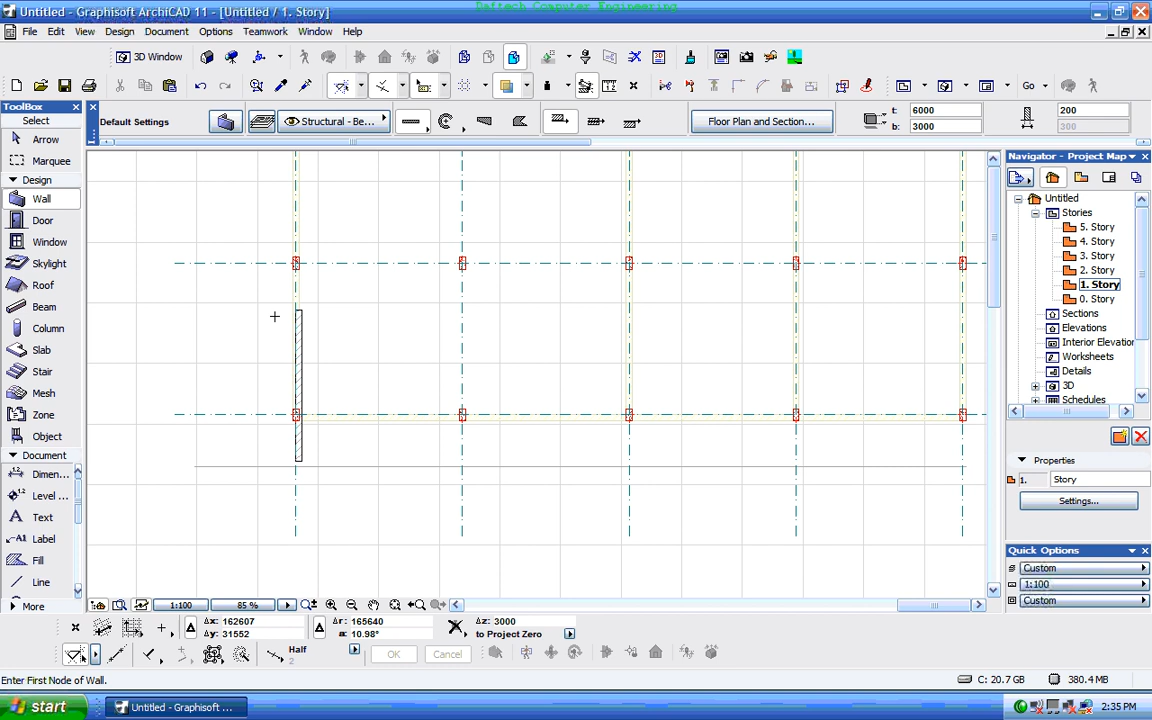 Daftech Computer Engineering
Untitled - Graphisoft ArchiCAD 11 - [Untitled / 1. Story]
File Edit View Design Document Options Teamwork Window Help
3D Window
Go
ToolBox
Select
Arrow
Marquee
Design
Wall
Door
Window
Skylight
Roof
Beam
Column
Slab
Stair
Mesh
Zone
Object
Document
Dimen...
Level ...
Text
Label
Fill
Line
More
Default Settings
Structural - Be...
Floor Plan and Section...
t: 6000
b: 3000
200
300
Navigator - Project Map
Untitled
Stories
5. Story
4. Story
3. Story
2. Story
1. Story
0. Story
Sections
Elevations
Interior Elevation
Worksheets
Details
3D
Schedules
Properties
1. Story
Settings...
Quick Options
Custom
1:100
Custom
1:100
85 %
Δx: 162607
Δy: 31552
Δr: 165640
α: 10.98°
Δz: 3000
to Project Zero
Half
2
OK
Cancel
Enter First Node of Wall.
C: 20.7 GB
380.4 MB
start
Untitled - Graphisoft ...
2:35 PM